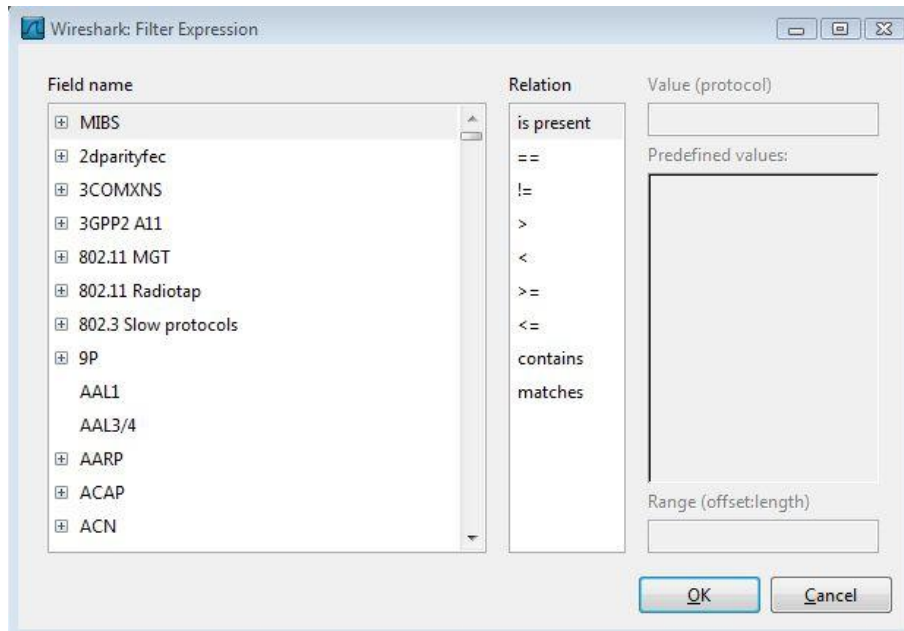 Wireshark: Filter Expression
Field name
MIBS
2dparityfec
3COMXNS
3GPP2 A11
802.11 MGT
802.11 Radiotap
802.3 Slow protocols
9P
AAL1
AAL3/4
AARP
ACAP
ACN
Relation
is present
==
!=
>
<
>=
<=
contains
matches
Value (protocol)
Predefined values:
Range (offset:length)
OK
Cancel